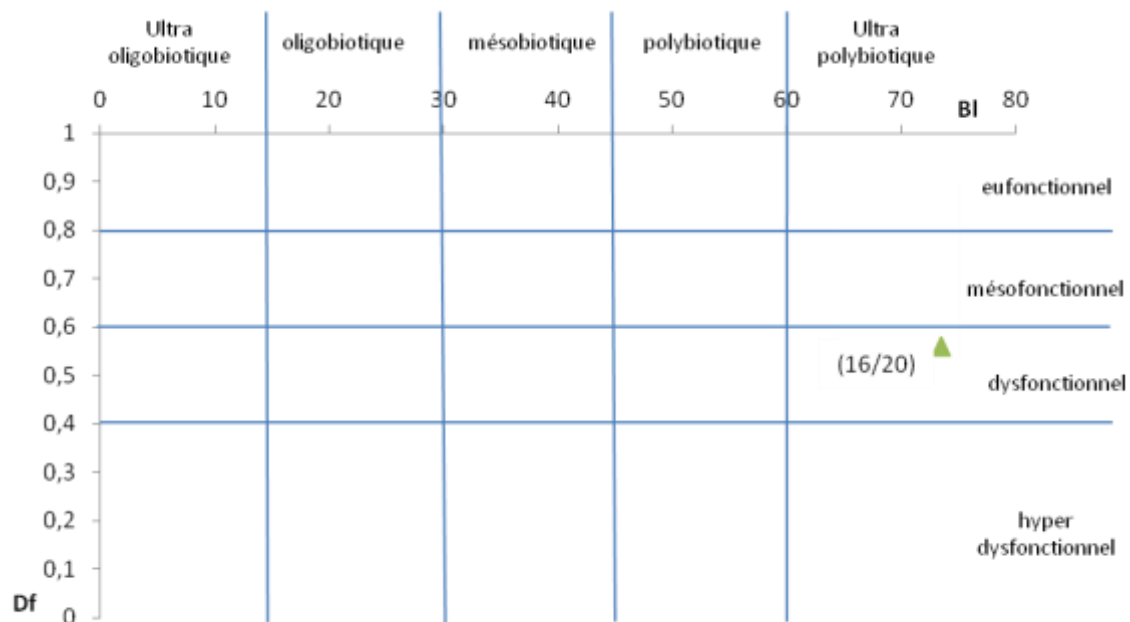 Ultra
oligobiotique
oligobiotique
mésobiotique
polybiotique
Ultra
polybiotique
0 10 20 30 40 50 60 70 80
Bl
1
0,9
eufonctionnel
0,8
0,7
mésofonctionnel
0,6
(16/20)
0,5
dysfonctionnel
0,4
0,3
0,2
hyper
dysfonctionnel
0,1
Df
0